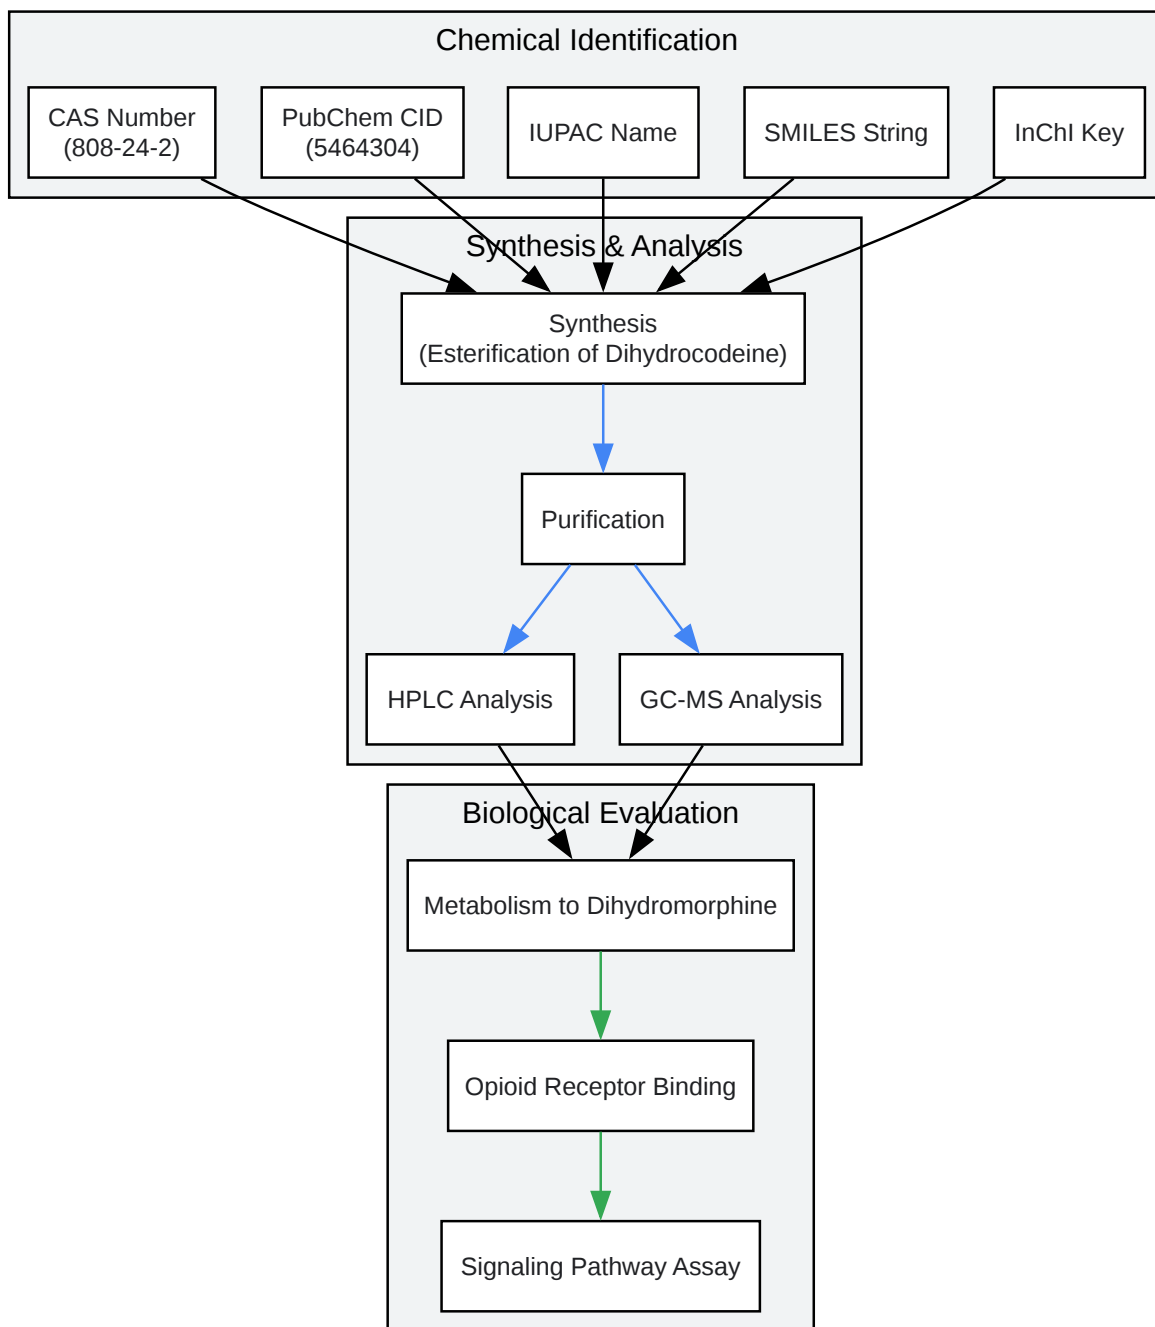 Chemical Identification
CAS Number
(808-24-2)
PubChem CID
(5464304)
IUPAC Name
SMILES String
InChI Key
Synthesis & Analysis
Synthesis
(Esterification of Dihydrocodeine)
Purification
HPLC Analysis
GC-MS Analysis
Biological Evaluation
Metabolism to Dihydromorphine
Opioid Receptor Binding
Signaling Pathway Assay